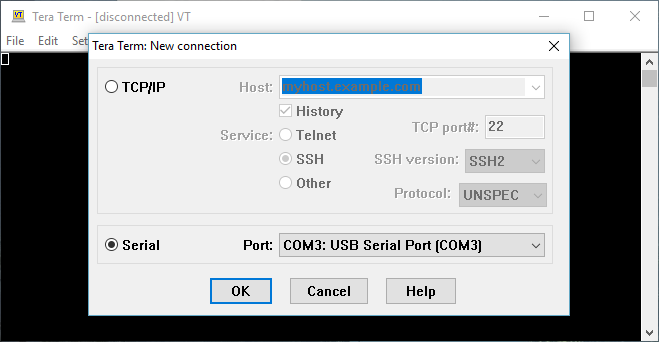 VT
Tera Term - [disconnected] VT
File Edit
Tera Term: New connection
TCP/IP
Host: myhost.example.com
History
Service: Telnet
TCP port#: 22
SSH
SSH version: SSH2
Other
Protocol: UNSPEC
Serial
Port: COM3: USB Serial Port (COM3)
OK Cancel Help